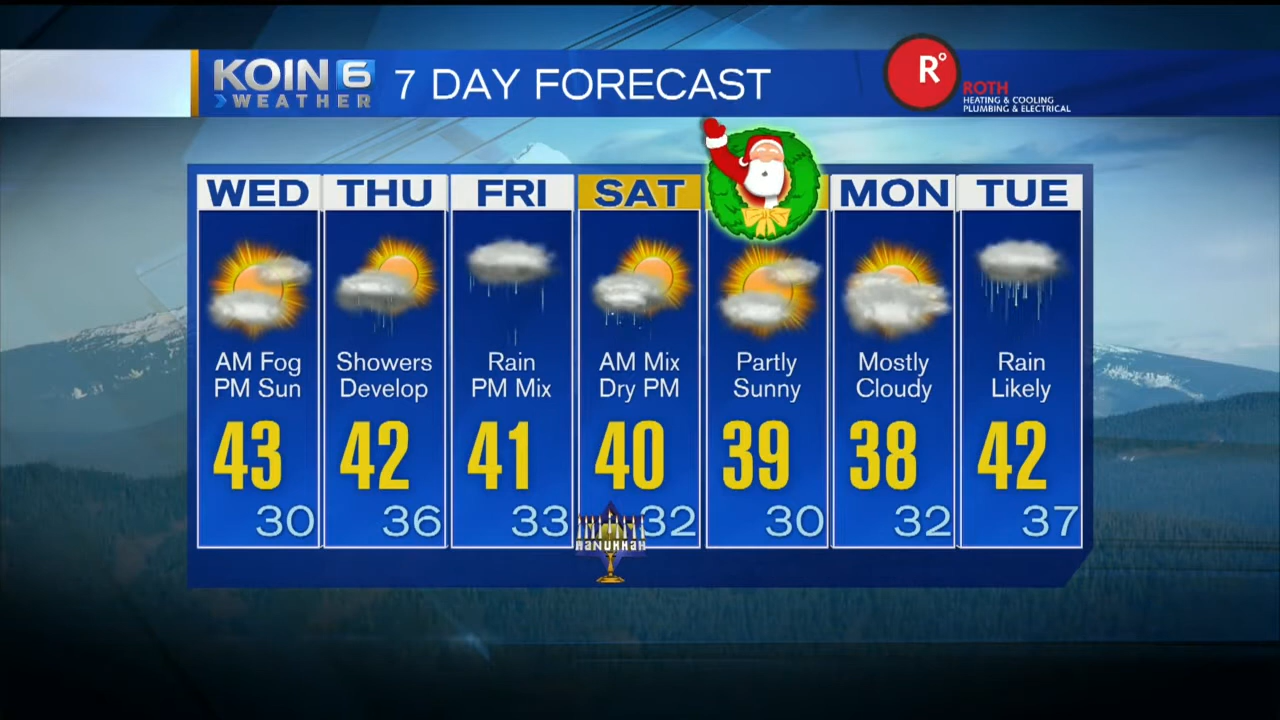 KOIN 6
WEATHER
7 DAY FORECAST
R°
ROTH
HEATING & COOLING
PLUMBING & ELECTRICAL
WED
THU
FRI
SAT
MON
TUE
AM Fog
PM Sun
Showers
Develop
Rain
PM Mix
AM Mix
Dry PM
Partly
Sunny
Mostly
Cloudy
Rain
Likely
43
42
41
40
39
38
42
30
36
33
32
30
32
37
HANUKKAH